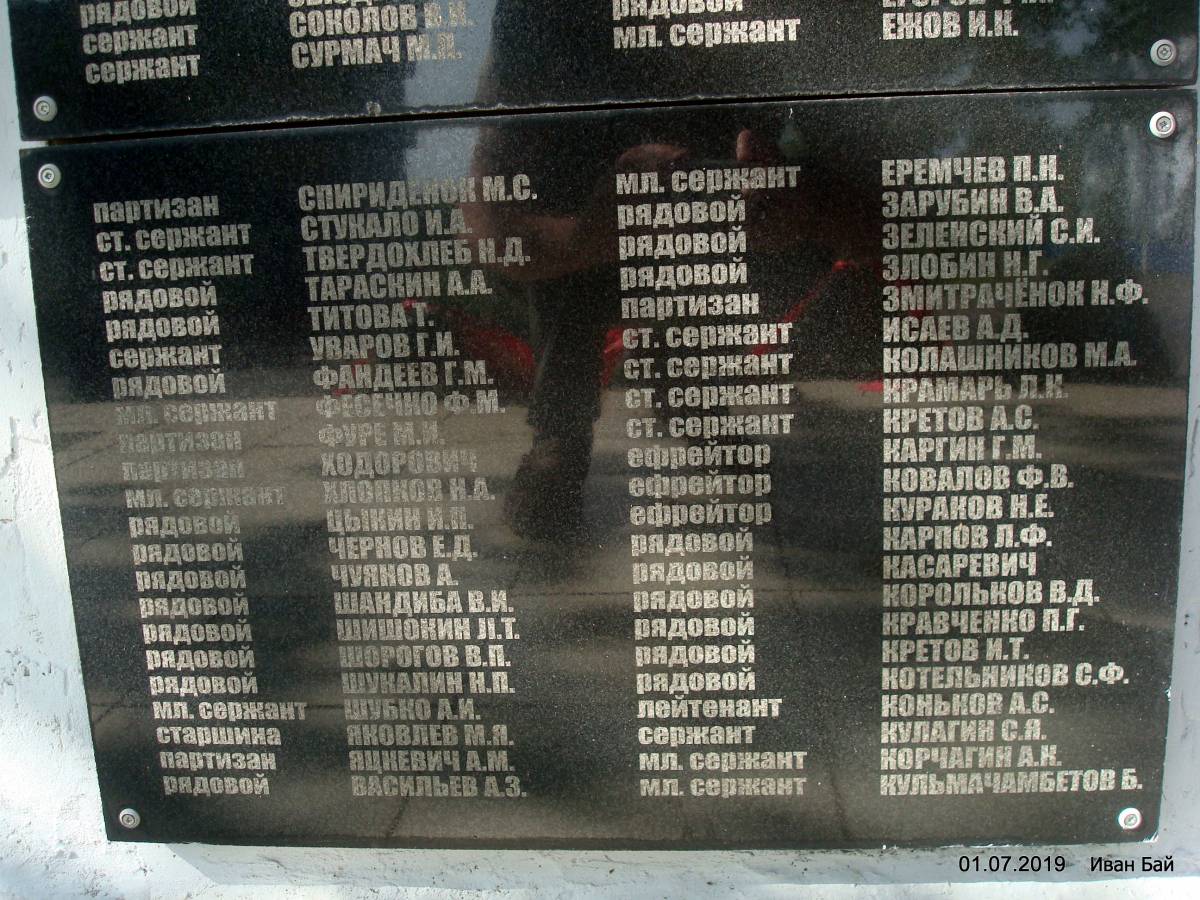 рядовой
сержант СОКОЛОВ В.И.
сержант СУРМАЧ М.П.
рядовой
мл. сержант ЕЖОВ И.К.
партизан СПИРИДЕНОК М.С.
ст. сержант СТУКАЛО И.А.
ст. сержант ТВЕРДОХЛЕБ Н.Д.
рядовой ТАРАСКИН А.А.
рядовой ТИТОВА Т.
сержант УВАРОВ Г.И.
рядовой ФАНДЕЕВ Г.М.
мл. сержант ФЕСЕЧКО Ф.М.
партизан ФУРЕ М.И.
партизан ХОДОРОВИЧ
мл. сержант ХЛОПКОВ Н.А.
рядовой ЦЫКИН И.П.
рядовой ЧЕРНОВ Е.Д.
рядовой ЧУЯКОВ А.
рядовой ШАНДИБА В.И.
рядовой ШИШОКИН Л.Т.
рядовой ШОРОГОВ В.П.
рядовой ШУКАЛИН Н.П.
мл. сержант ШУБКО А.И.
старшина ЯКОВЛЕВ М.Я.
партизан ЯЦКЕВИЧ А.М.
рядовой ВАСИЛЬЕВ А.З.
мл. сержант ЕРЕМЧЕВ П.Н.
рядовой ЗАРУБИН В.А.
рядовой ЗЕЛЕНСКИЙ С.И.
рядовой ЗЛОБИН Н.Г.
партизан ЗМИТРАЧЁНОК Н.Ф.
ст. сержант ИСАЕВ А.Д.
ст. сержант КОЛАШНИКОВ М.А.
ст. сержант КРАМАРЬ Л.Н.
ст. сержант КРЕТОВ А.С.
ефрейтор КАРГИН Г.М.
ефрейтор КОВАЛОВ Ф.В.
ефрейтор КУРАКОВ Н.Е.
рядовой КАРПОВ Л.Ф.
рядовой КАСАРЕВИЧ
рядовой КОРОЛЬКОВ В.Д.
рядовой КРАВЧЕНКО П.Г.
рядовой КРЕТОВ И.Т.
рядовой КОТЕЛЬНИКОВ С.Ф.
лейтенант КОНЬКОВ А.С.
сержант КУЛАГИН С.Я.
мл. сержант КОРЧАГИН А.Н.
мл. сержант КУЛЬМАЧАМБЕТОВ Б.
01.07.2019 Иван Бай